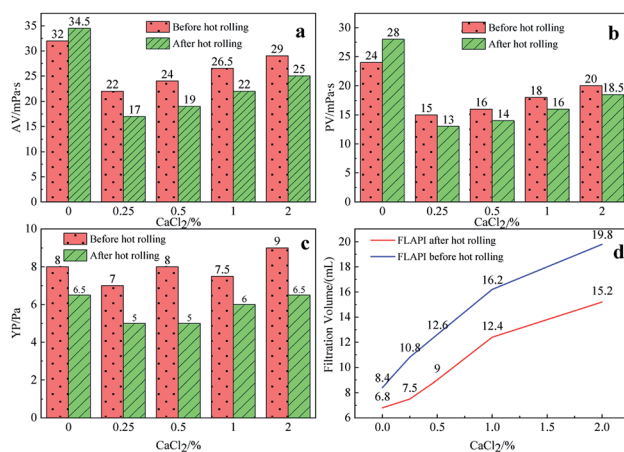 a
Before hot rolling
After hot rolling
AV/mPa·s
35
30
25
20
15
10
5
0
32 34.5 22 17 24 19 26.5 22 29 25
0 0.25 0.5 1 2
CaCl2/%
b
Before hot rolling
After hot rolling
PV/mPa·s
30
25
20
15
10
5
0
24 28 15 13 16 14 18 16 20 18.5
0 0.25 0.5 1 2
CaCl2/%
c
Before hot rolling
After hot rolling
YP/Pa
10
8
6
4
2
0
8 6.5 7 5 8 5 7.5 6 9 6.5
0 0.25 0.5 1 2
CaCl2/%
d
FLAPI after hot rolling
FLAPI before hot rolling
Filtration Volume/(mL)
20
18
16
14
12
10
8
6
8.4 10.8 12.6 16.2 19.8
6.8 7.5 9 12.4 15.2
0.0 0.5 1.0 1.5 2.0
CaCl2/%